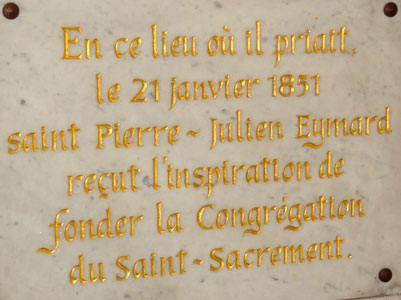 En ce lieu où il priait,
le 21 janvier 1851
saint Pierre-Julien Eymard
reçut l'inspiration de
fonder la Congrégation
du Saint-Sacrement.